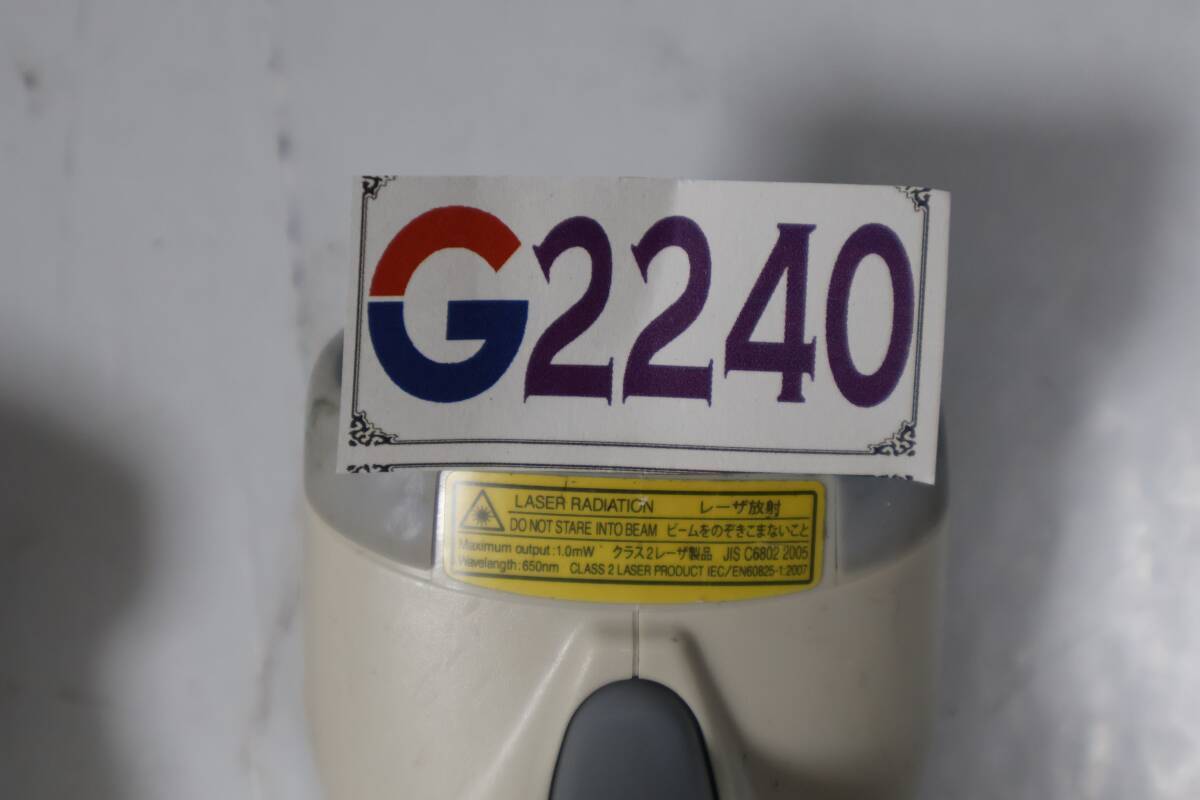 G2240
LASER RADIATION レーザ放射
DO NOT STARE INTO BEAM ビームをのぞきこまないこと
Maximum output:1.0mW クラス2レーザ製品 JIS C6802 2005
Wavelength:650nm CLASS 2 LASER PRODUCT IEC/EN60825-1:2007